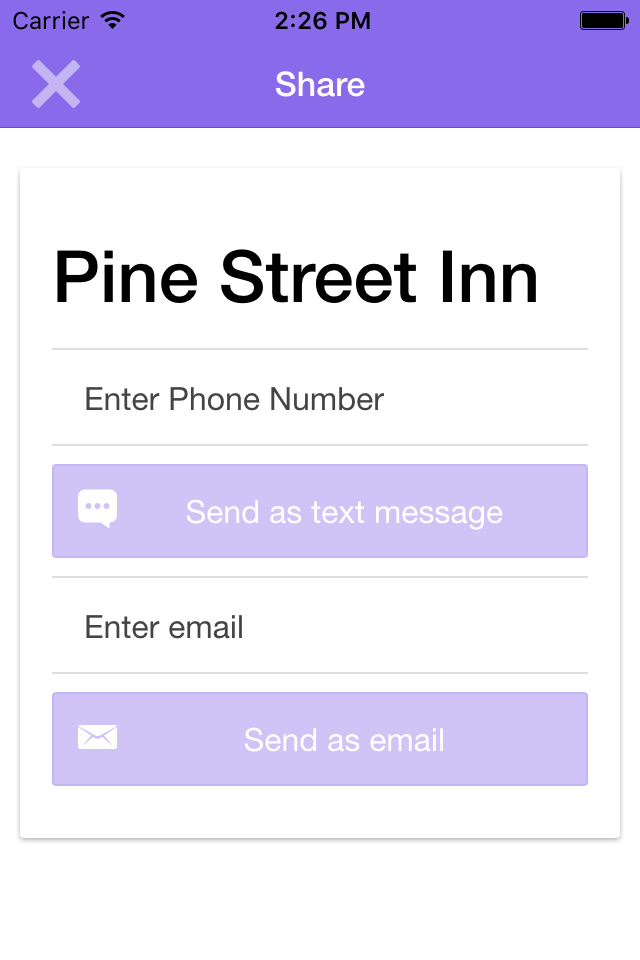 Carrier 2:26 PM
Share
Pine Street Inn
Enter Phone Number
Send as text message
Enter email
Send as email